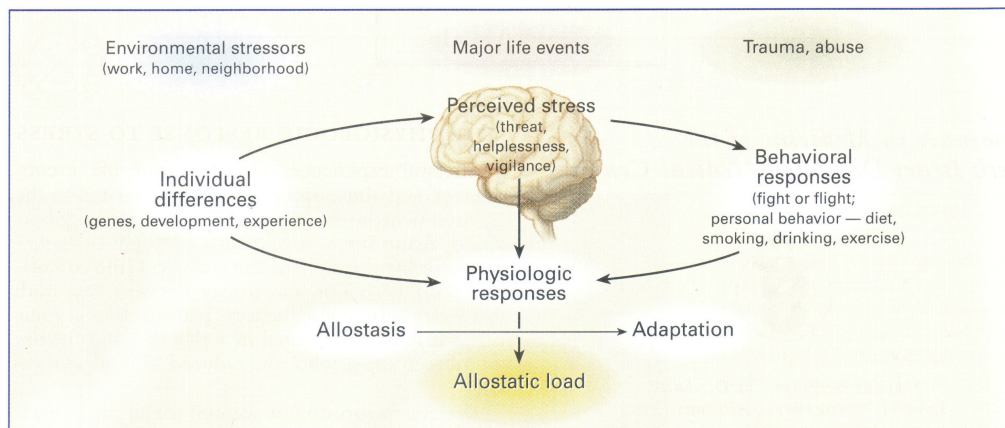 Environmental stressors
(work, home, neighborhood)
Major life events
Trauma, abuse
Perceived stress
(threat,
helplessness,
vigilance)
Individual
differences
(genes, development, experience)
Behavioral
responses
(fight or flight;
personal behavior — diet,
smoking, drinking, exercise)
Physiologic
responses
Allostasis
Adaptation
Allostatic load